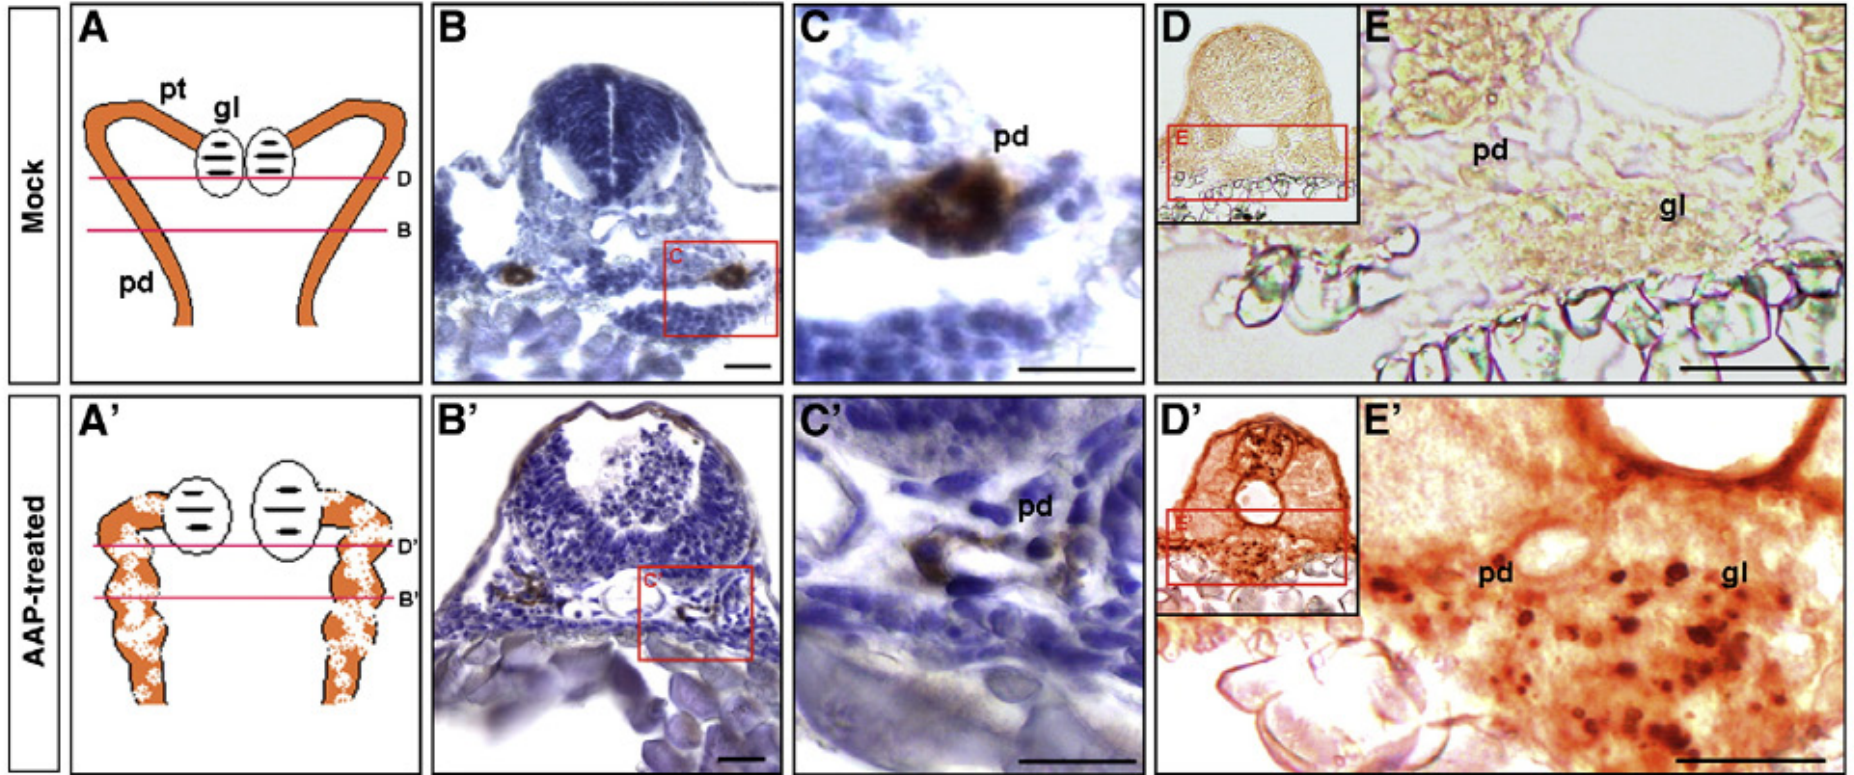 Mock
A
pt
gl
D
B
pd
B
C
C
pd
D
E
E
pd
gl
AAP-treated
A’
D’
B’
B’
C
C’
pd
D’
E’
pd
gl